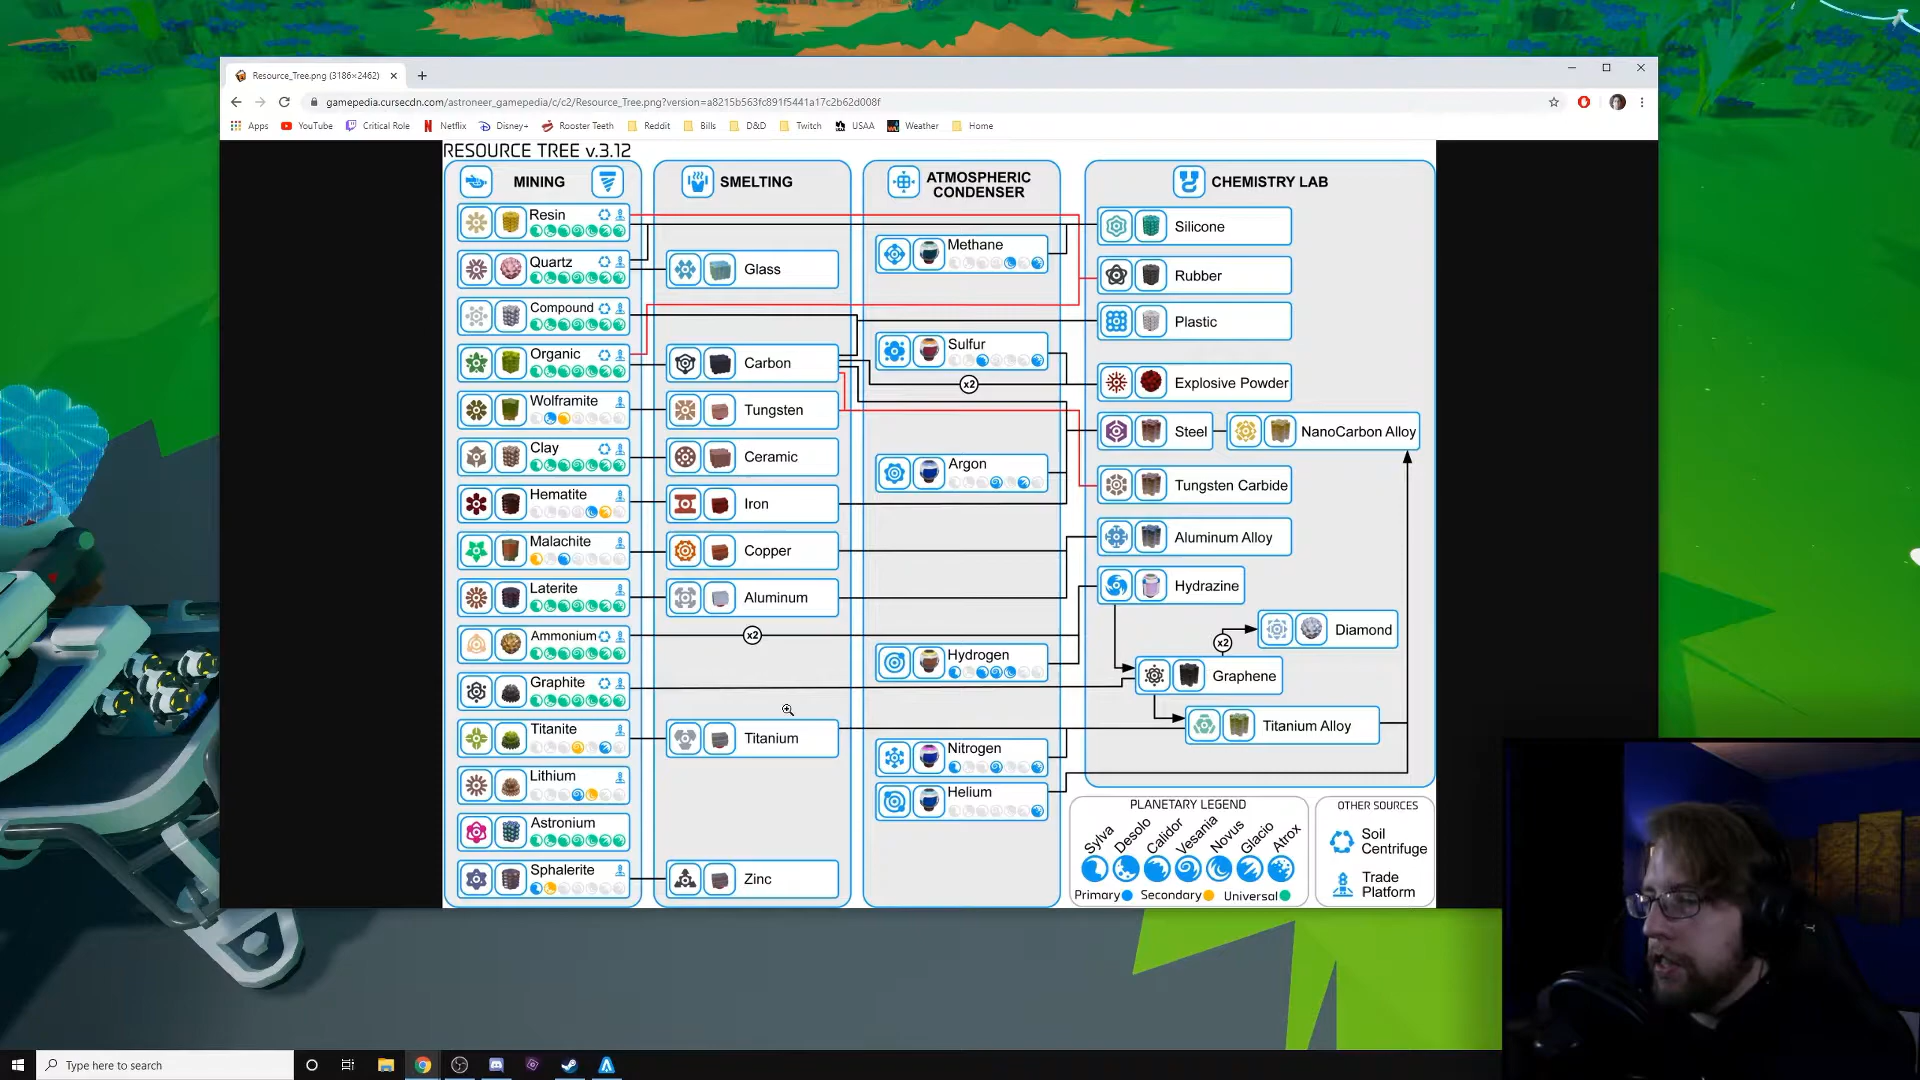 Resource_Tree.png (3186×2462)
gamepedia.cursecdn.com/astroneer_gamepedia/c/c2/Resource_Tree.png?version=a8215b563fc891f5441a17c2b62d008f
Apps
YouTube
Critical Role
Netflix
Disney+
Rooster Teeth
Reddit
Bills
D&D
Twitch
USAA
Weather
Home
RESOURCE TREE v.3.12
MINING
SMELTING
ATMOSPHERIC
CONDENSER
CHEMISTRY LAB
Resin
Quartz
Compound
Organic
Wolframite
Clay
Hematite
Malachite
Laterite
Ammonium
Graphite
Titanite
Lithium
Astronium
Sphalerite
Glass
Carbon
Tungsten
Ceramic
Iron
Copper
Aluminum
x2
Titanium
Zinc
Methane
Sulfur
x2
Argon
Hydrogen
Nitrogen
Helium
Silicone
Rubber
Plastic
Explosive Powder
Steel
NanoCarbon Alloy
Tungsten Carbide
Aluminum Alloy
Hydrazine
Diamond
x2
Graphene
Titanium Alloy
PLANETARY LEGEND
Sylva
Desolo
Calidor
Vesania
Novus
Glacio
Atrox
Primary
Secondary
Universal
OTHER SOURCES
Soil
Centrifuge
Trade
Platform
Type here to search